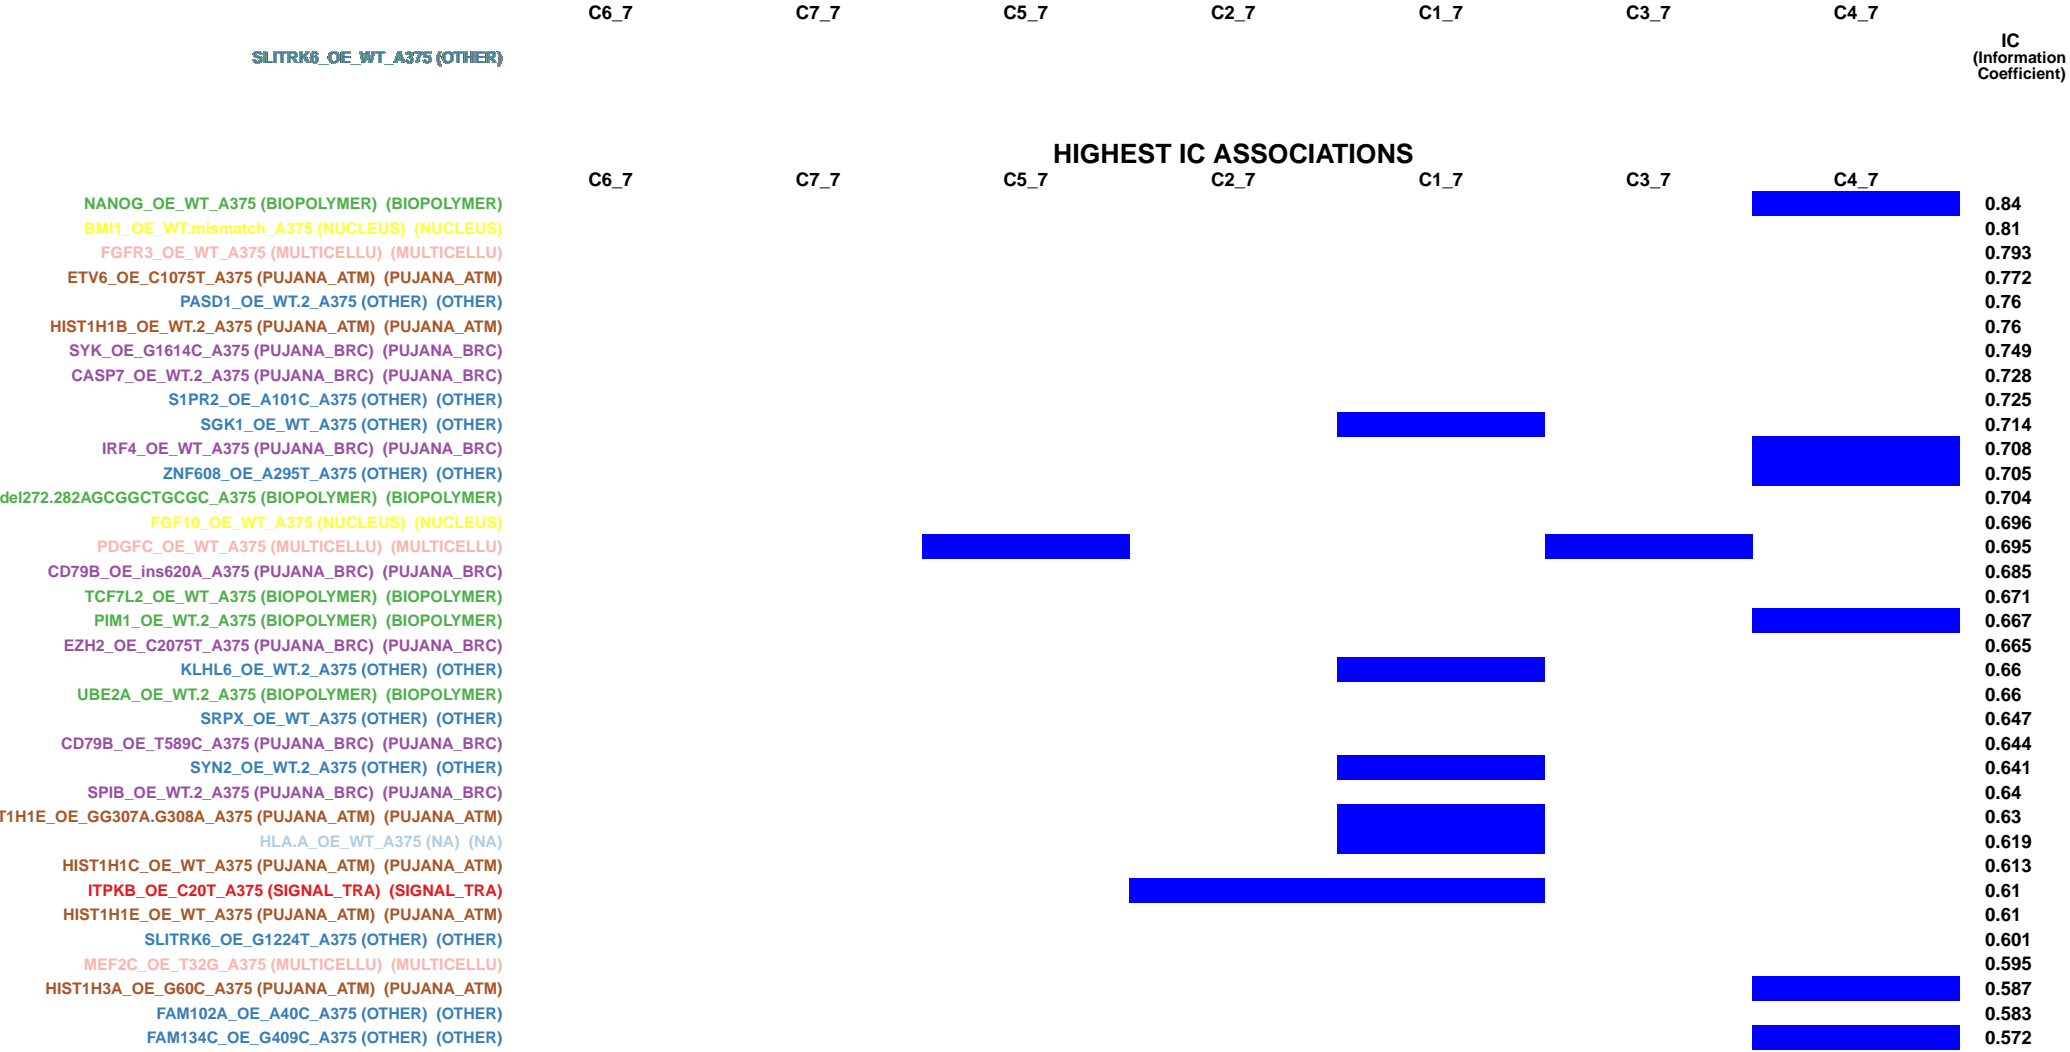 C6_7 C7_7 C5_7 C2_7 C1_7 C3_7 C4_7
SLITRK6_OE_WT_A375 (OTHER)
IC
(Information
Coefficient)
HIGHEST IC ASSOCIATIONS
C6_7 C7_7 C5_7 C2_7 C1_7 C3_7 C4_7
NANOG_OE_WT_A375 (BIOPOLYMER) (BIOPOLYMER) 0.84
BMI1_OE_WT.mismatch_A375 (NUCLEUS) (NUCLEUS) 0.81
FGFR3_OE_WT_A375 (MULTICELLU) (MULTICELLU) 0.793
ETV6_OE_C1075T_A375 (PUJANA_ATM) (PUJANA_ATM) 0.772
PASD1_OE_WT.2_A375 (OTHER) (OTHER) 0.76
HIST1H1B_OE_WT.2_A375 (PUJANA_ATM) (PUJANA_ATM) 0.76
SYK_OE_G1614C_A375 (PUJANA_BRC) (PUJANA_BRC) 0.749
CASP7_OE_WT.2_A375 (PUJANA_BRC) (PUJANA_BRC) 0.728
S1PR2_OE_A101C_A375 (OTHER) (OTHER) 0.725
SGK1_OE_WT_A375 (OTHER) (OTHER) 0.714
IRF4_OE_WT_A375 (PUJANA_BRC) (PUJANA_BRC) 0.708
ZNF608_OE_A295T_A375 (OTHER) (OTHER) 0.705
del272.282AGCGGCTGCGC_A375 (BIOPOLYMER) (BIOPOLYMER) 0.704
FGF10_OE_WT_A375 (NUCLEUS) (NUCLEUS) 0.696
PDGFC_OE_WT_A375 (MULTICELLU) (MULTICELLU) 0.695
CD79B_OE_ins620A_A375 (PUJANA_BRC) (PUJANA_BRC) 0.685
TCF7L2_OE_WT_A375 (BIOPOLYMER) (BIOPOLYMER) 0.671
PIM1_OE_WT.2_A375 (BIOPOLYMER) (BIOPOLYMER) 0.667
EZH2_OE_C2075T_A375 (PUJANA_BRC) (PUJANA_BRC) 0.665
KLHL6_OE_WT.2_A375 (OTHER) (OTHER) 0.66
UBE2A_OE_WT.2_A375 (BIOPOLYMER) (BIOPOLYMER) 0.66
SRPX_OE_WT_A375 (OTHER) (OTHER) 0.647
CD79B_OE_T589C_A375 (PUJANA_BRC) (PUJANA_BRC) 0.644
SYN2_OE_WT.2_A375 (OTHER) (OTHER) 0.641
SPIB_OE_WT.2_A375 (PUJANA_BRC) (PUJANA_BRC) 0.64
T1H1E_OE_GG307A.G308A_A375 (PUJANA_ATM) (PUJANA_ATM) 0.63
HLA.A_OE_WT_A375 (NA) (NA) 0.619
HIST1H1C_OE_WT_A375 (PUJANA_ATM) (PUJANA_ATM) 0.613
ITPKB_OE_C20T_A375 (SIGNAL_TRA) (SIGNAL_TRA) 0.61
HIST1H1E_OE_WT_A375 (PUJANA_ATM) (PUJANA_ATM) 0.61
SLITRK6_OE_G1224T_A375 (OTHER) (OTHER) 0.601
MEF2C_OE_T32G_A375 (MULTICELLU) (MULTICELLU) 0.595
HIST1H3A_OE_G60C_A375 (PUJANA_ATM) (PUJANA_ATM) 0.587
FAM102A_OE_A40C_A375 (OTHER) (OTHER) 0.583
FAM134C_OE_G409C_A375 (OTHER) (OTHER) 0.572